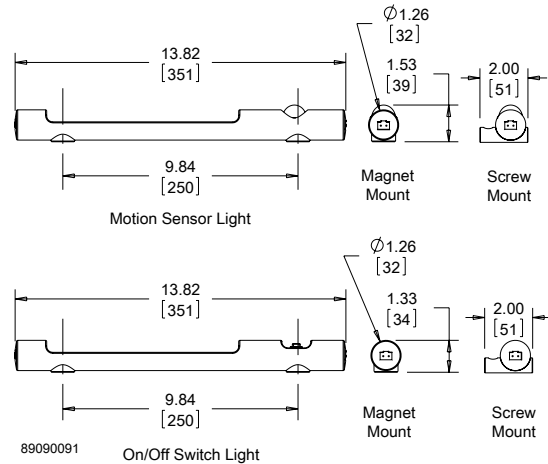 13.82
[351]
Ø1.26
[32]
1.53
[39]
2.00
[51]
9.84
[250]
Motion Sensor Light
Magnet
Mount
Screw
Mount
13.82
[351]
Ø1.26
[32]
1.33
[34]
2.00
[51]
9.84
[250]
Magnet
Mount
Screw
Mount
89090091
On/Off Switch Light